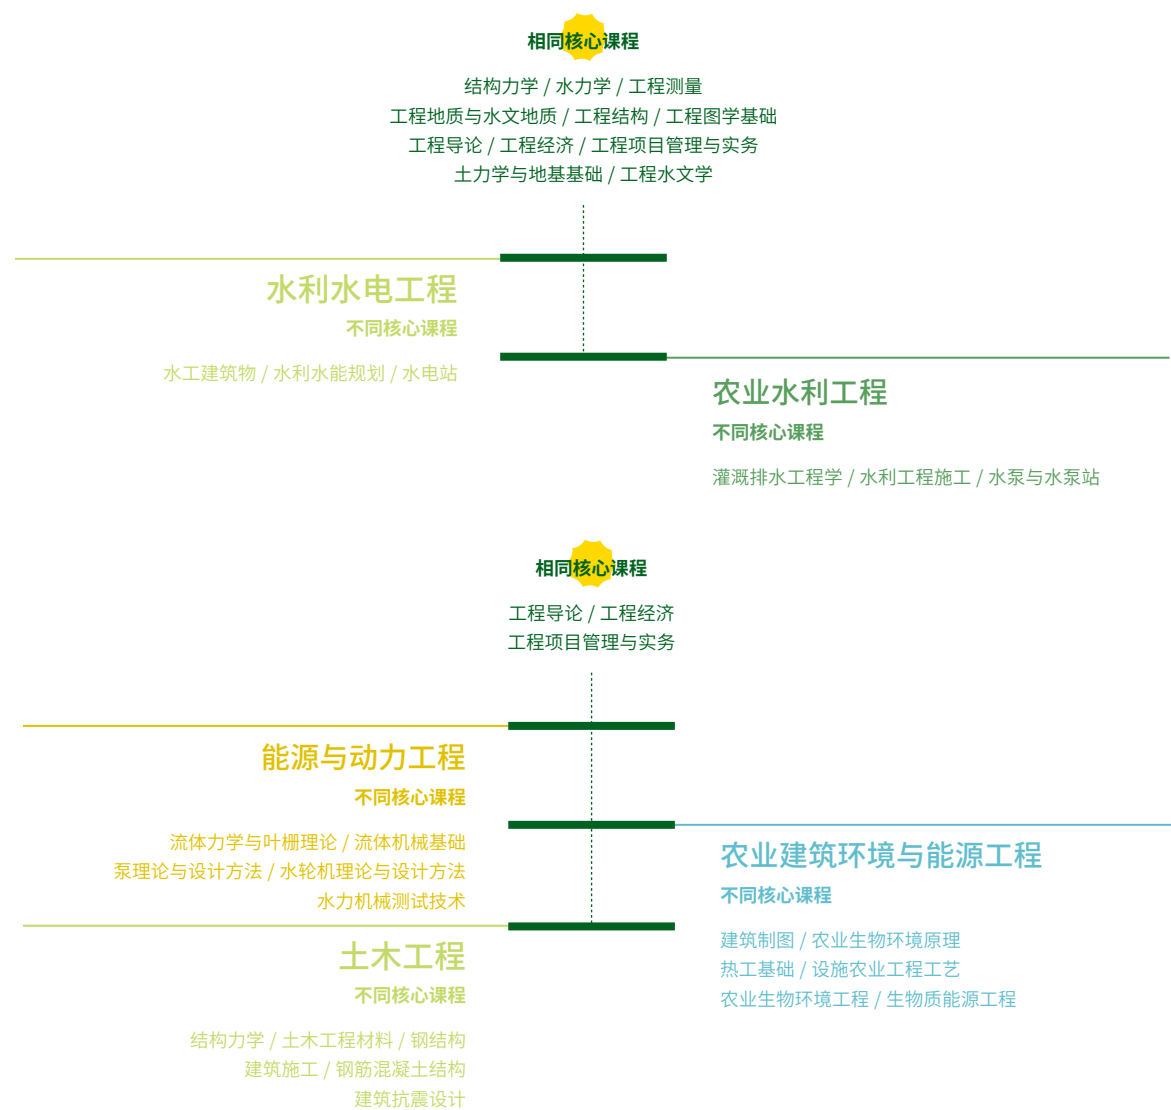 相同核心课程
结构力学 / 水力学 / 工程测量
工程地质与水文地质 / 工程结构 / 工程图学基础
工程导论 / 工程经济 / 工程项目管理与实务
土力学与地基基础 / 工程水文学
水利水电工程
不同核心课程
水工建筑物 / 水利水能规划 / 水电站
农业水利工程
不同核心课程
灌溉排水工程学 / 水利工程施工 / 水泵与水泵站
相同核心课程
工程导论 / 工程经济
工程项目管理与实务
能源与动力工程
不同核心课程
流体力学与叶栅理论 / 流体机械基础
泵理论与设计方法 / 水轮机理论与设计方法
水力机械测试技术
农业建筑环境与能源工程
不同核心课程
建筑制图 / 农业生物环境原理
热工基础 / 设施农业工程工艺
农业生物环境工程 / 生物质能源工程
土木工程
不同核心课程
结构力学 / 土木工程材料 / 钢结构
建筑施工 / 钢筋混凝土结构
建筑抗震设计